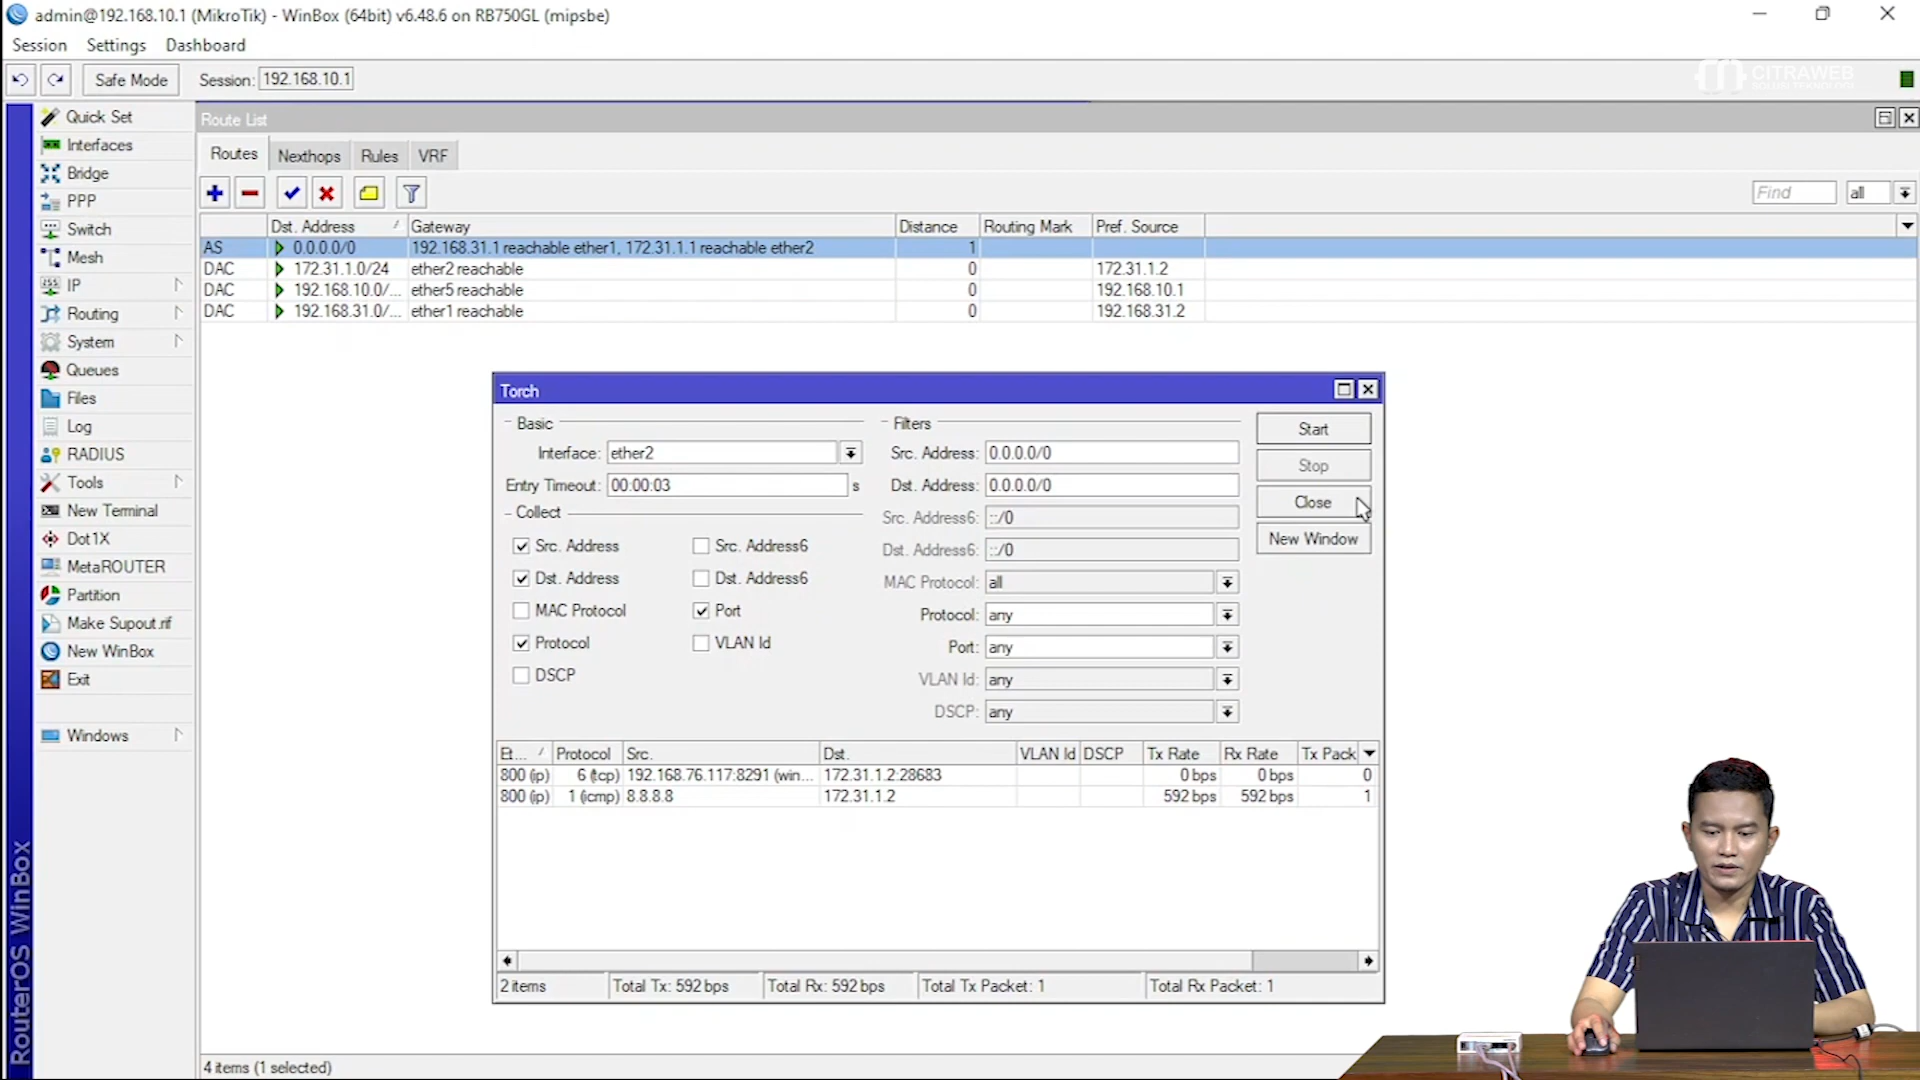 admin@192.168.10.1 (MikroTik) - WinBox (64bit) v6.48.6 on RB750GL (mipsbe)
Session Settings Dashboard
Safe Mode Session: 192.168.10.1
CITRAWEB
Quick Set
Interfaces
Bridge
PPP
Switch
Mesh
IP
Routing
System
Queues
Files
Log
RADIUS
Tools
New Terminal
Dot1X
MetaROUTER
Partition
Make Supout.rif
New WinBox
Exit
Windows
RouterOS WinBox
Route List
Routes Nexthops Rules VRF
Find all
Dst. Address Gateway Distance Routing Mark Pref. Source
AS 0.0.0.0/0 192.168.31.1 reachable ether1, 172.31.1.1 reachable ether2 1
DAC 172.31.1.0/24 ether2 reachable 0 172.31.1.2
DAC 192.168.10.0/... ether5 reachable 0 192.168.10.1
DAC 192.168.31.0/... ether1 reachable 0 192.168.31.2
Torch
Basic
Interface: ether2
Entry Timeout: 00:00:03 s
Collect
Src. Address Src. Address6
Dst. Address Dst. Address6
MAC Protocol Port
Protocol VLAN Id
DSCP
Filters
Src. Address: 0.0.0.0/0
Dst. Address: 0.0.0.0/0
Src. Address6: ::/0
Dst. Address6: ::/0
MAC Protocol: all
Protocol: any
Port: any
VLAN Id: any
DSCP: any
Start
Stop
Close
New Window
Et... Protocol Src. Dst. VLAN Id DSCP Tx Rate Rx Rate Tx Pack
800 (ip) 6 (tcp) 192.168.76.117:8291 (win... 172.31.1.2:28683 0 bps 0 bps 0
800 (ip) 1 (icmp) 8.8.8.8 172.31.1.2 592 bps 592 bps 1
2 items Total Tx: 592 bps Total Rx: 592 bps Total Tx Packet: 1 Total Rx Packet: 1
4 items (1 selected)